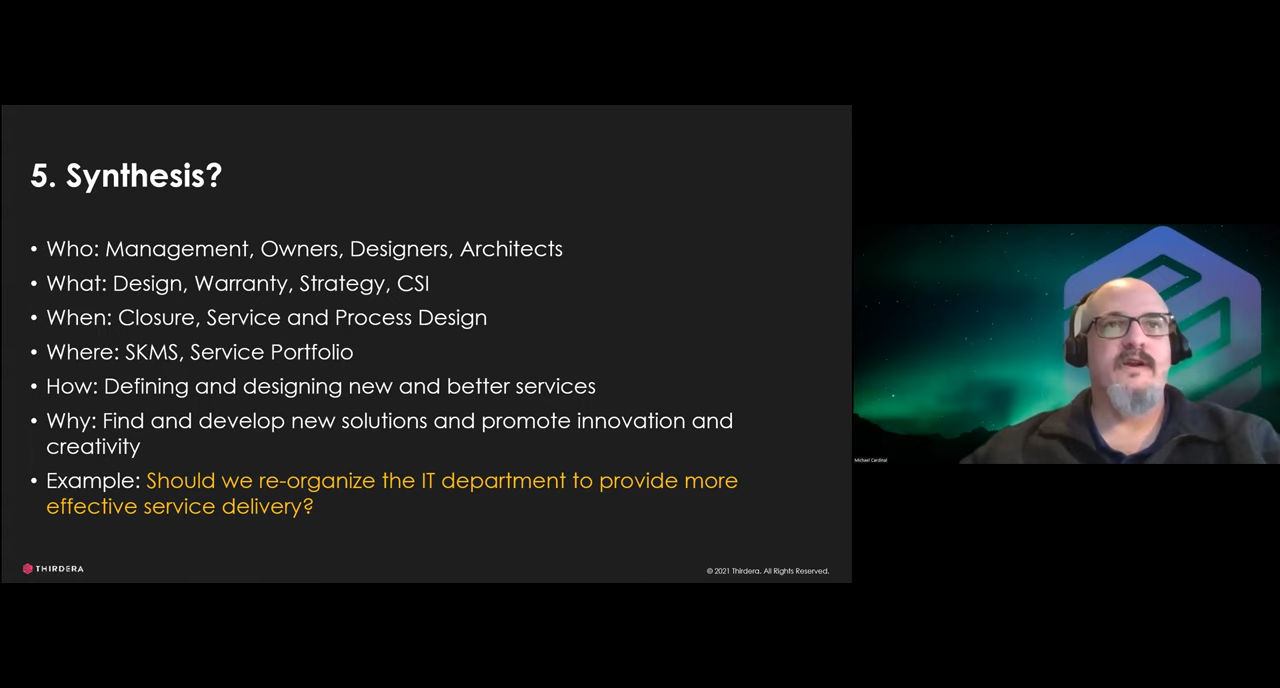 5. Synthesis?
• Who: Management, Owners, Designers, Architects
• What: Design, Warranty, Strategy, CSI
• When: Closure, Service and Process Design
• Where: SKMS, Service Portfolio
• How: Defining and designing new and better services
• Why: Find and develop new solutions and promote innovation and
creativity
• Example: Should we re-organize the IT department to provide more
effective service delivery?
THIRDERA
© 2021 Thirdera. All Rights Reserved.
Michael Cardinal